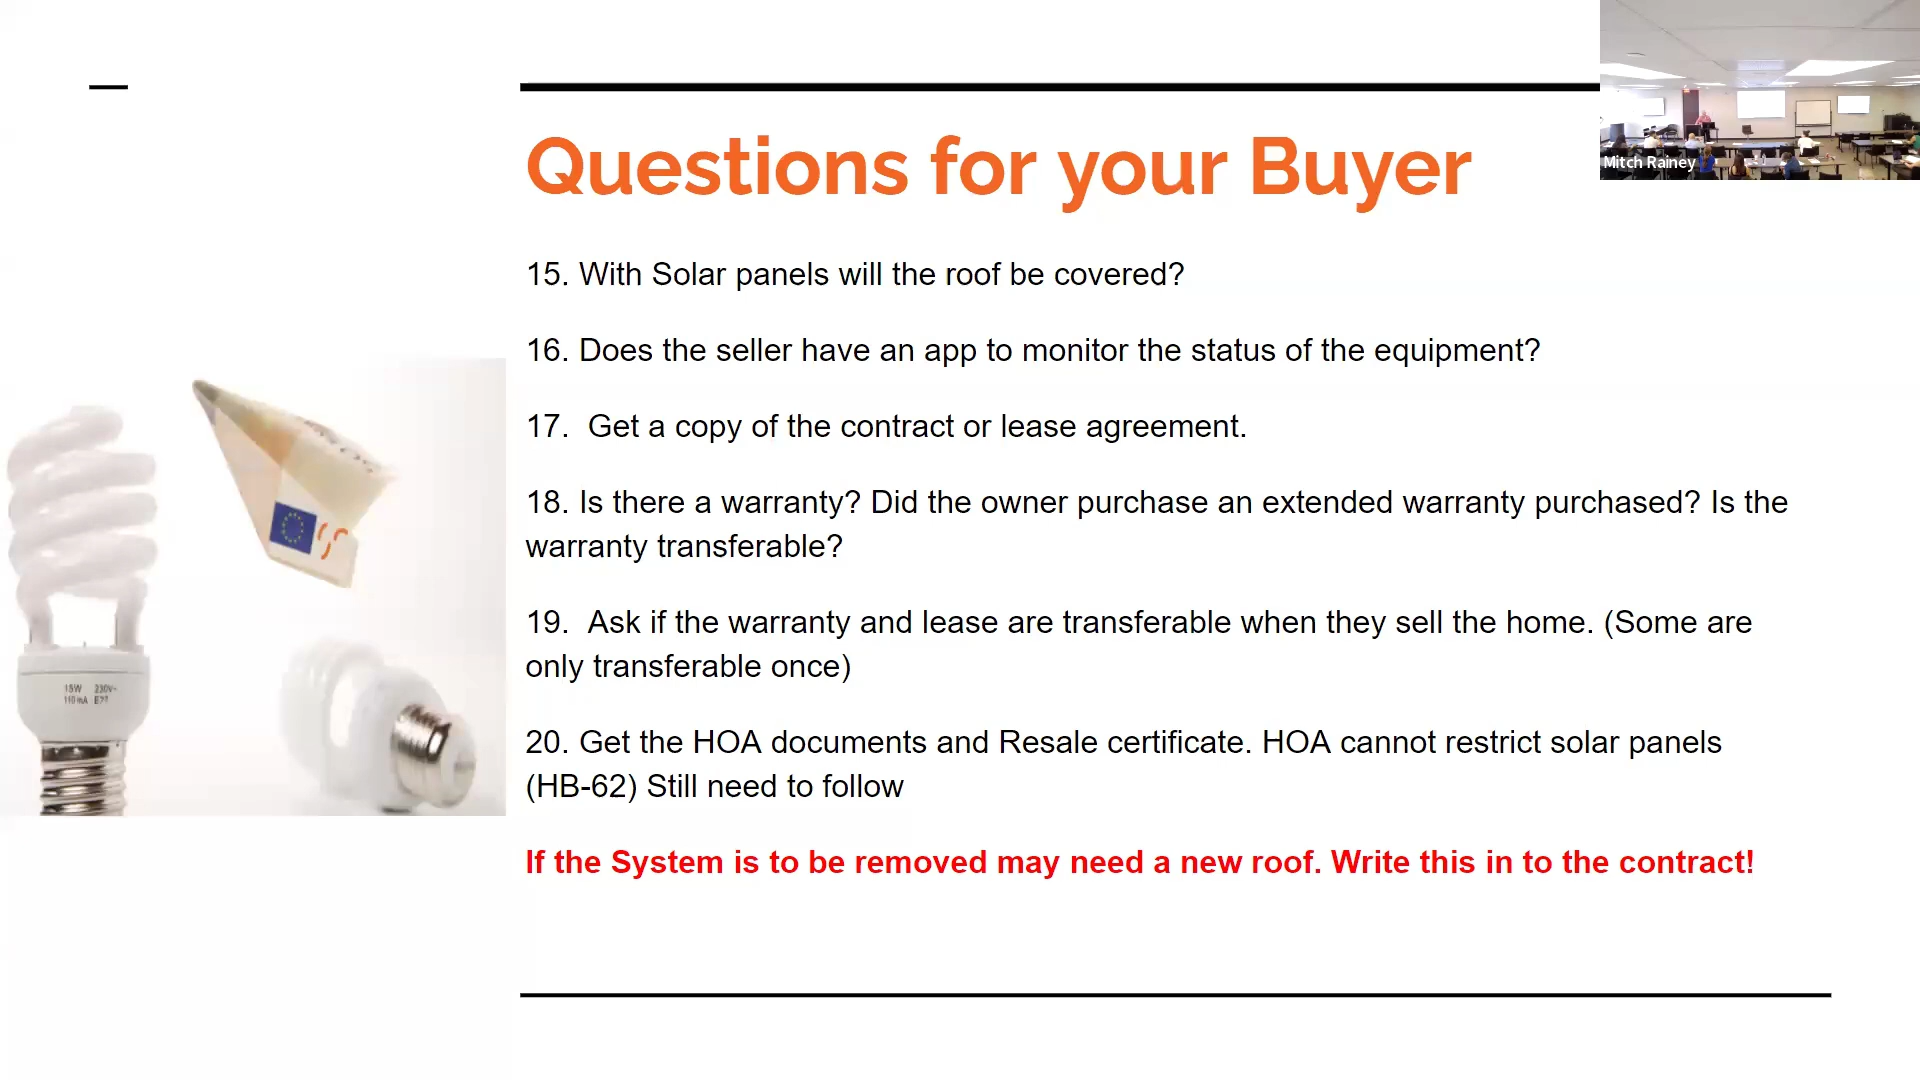 Mitch Rainey
Questions for your Buyer
15. With Solar panels will the roof be covered?
16. Does the seller have an app to monitor the status of the equipment?
17.  Get a copy of the contract or lease agreement.
18. Is there a warranty? Did the owner purchase an extended warranty purchased? Is the
warranty transferable?
19.  Ask if the warranty and lease are transferable when they sell the home. (Some are
only transferable once)
20. Get the HOA documents and Resale certificate. HOA cannot restrict solar panels
(HB-62) Still need to follow
If the System is to be removed may need a new roof. Write this in to the contract!
15W 230V~
110 mA